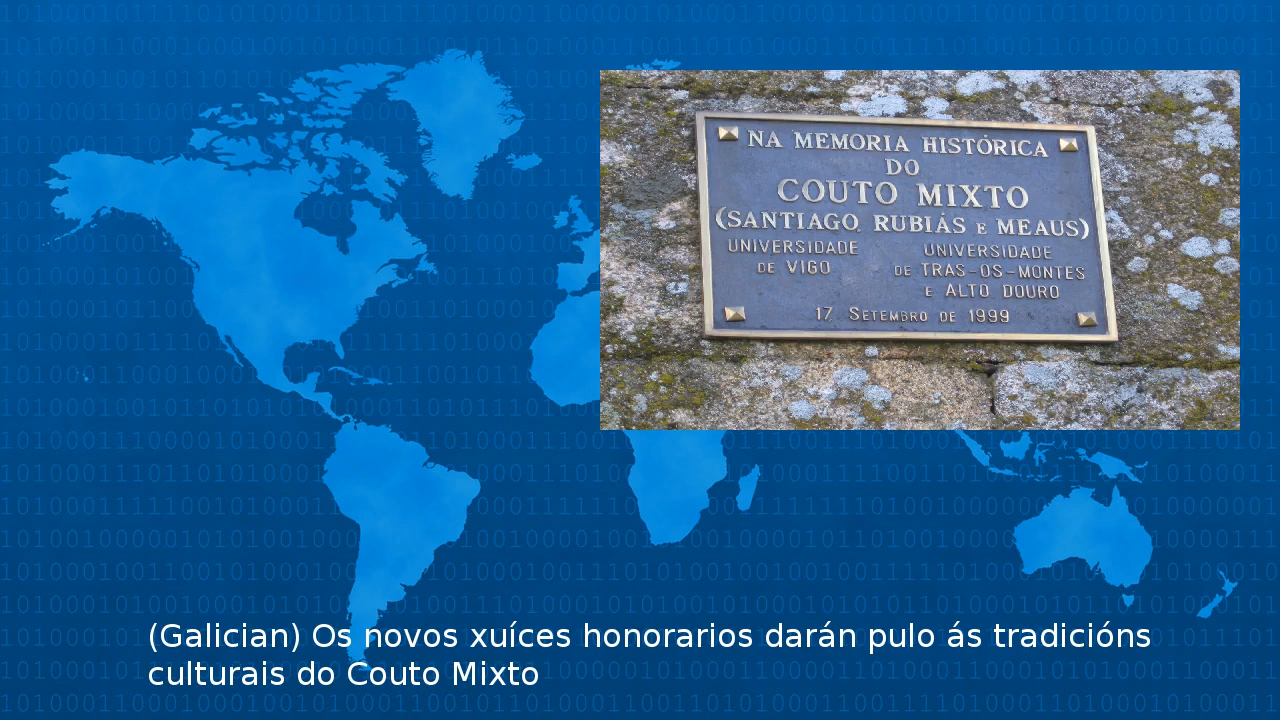 NA MEMORIA HISTÓRICA
DO
COUTO MIXTO
(SANTIAGO, RUBIÁS E MEAUS)
UNIVERSIDADE
DE VIGO
UNIVERSIDADE
DE TRAS-OS-MONTES
E ALTO DOURO
17 SETEMBRO DE 1999
(Galician) Os novos xuíces honorarios darán pulo ás tradicións
culturais do Couto Mixto